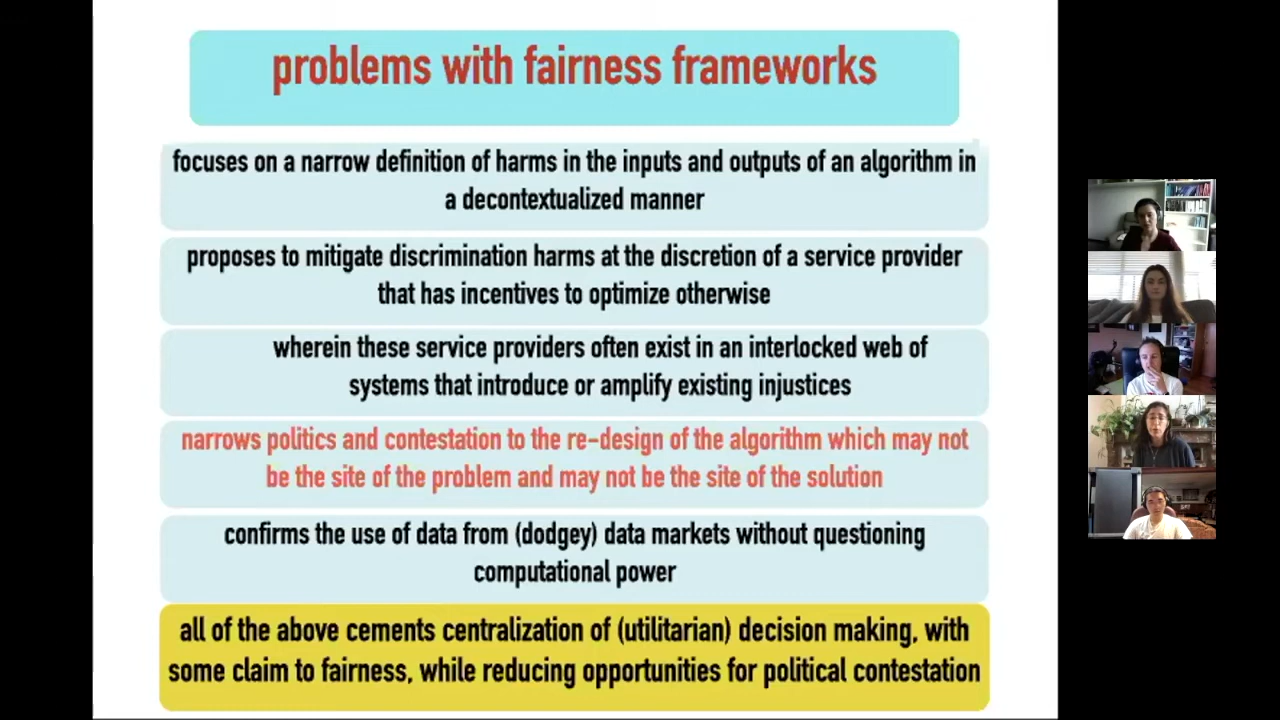 problems with fairness frameworks
focuses on a narrow definition of harms in the inputs and outputs of an algorithm in
a decontextualized manner
proposes to mitigate discrimination harms at the discretion of a service provider
that has incentives to optimize otherwise
wherein these service providers often exist in an interlocked web of
systems that introduce or amplify existing injustices
narrows politics and contestation to the re-design of the algorithm which may not
be the site of the problem and may not be the site of the solution
confirms the use of data from (dodgey) data markets without questioning
computational power
all of the above cements centralization of (utilitarian) decision making, with
some claim to fairness, while reducing opportunities for political contestation